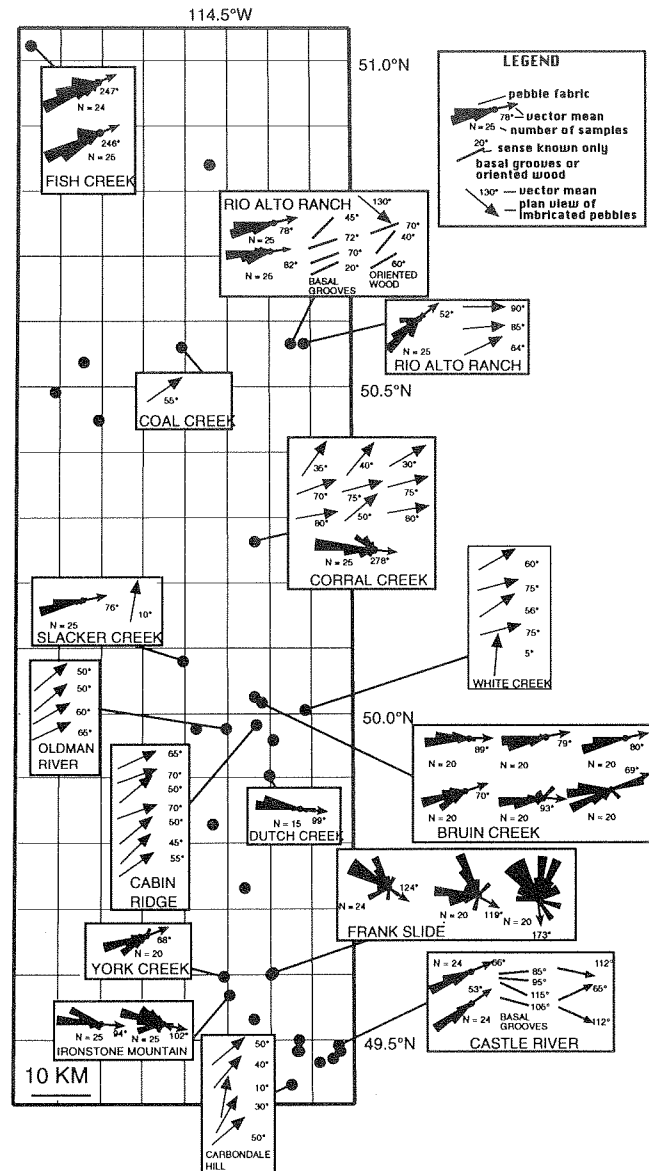 114.5°W
51.0°N
LEGEND
pebble fabric
78° vector mean
N = 25 number of samples
20° sense known only
basal grooves or
oriented wood
130° vector mean
plan view of
imbricated pebbles
247°
N = 24
246°
N = 25
FISH CREEK
RIO ALTO RANCH
130°
45°
70°
78°
N = 25
72°
40°
82°
70°
N = 25
20°
60°
BASAL
GROOVES
ORIENTED
WOOD
52°
90°
85°
64°
N = 25
RIO ALTO RANCH
50.5°N
55°
COAL CREEK
35°
40°
30°
70°
75°
75°
80°
50°
80°
N = 25
278°
CORRAL CREEK
60°
75°
56°
75°
5°
WHITE CREEK
76°
10°
N = 25
SLACKER CREEK
50°
50°
60°
65°
OLDMAN
RIVER
50.0°N
65°
70°
50°
70°
50°
45°
55°
CABIN
RIDGE
N = 15
99°
DUTCH CREEK
89°
79°
80°
N = 20
N = 20
N = 20
69°
70°
93°
N = 20
N = 20
N = 20
BRUIN CREEK
124°
N = 24
N = 20
119°
N = 20
173°
FRANK SLIDE
68°
N = 20
YORK CREEK
N = 25
94°
N = 25
102°
IRONSTONE MOUNTAIN
N = 24
66°
85°
95°
115°
105°
112°
53°
65°
N = 24
112°
BASAL
GROOVES
CASTLE RIVER
49.5°N
50°
40°
10°
30°
50°
CARBONDALE
HILL
10 KM